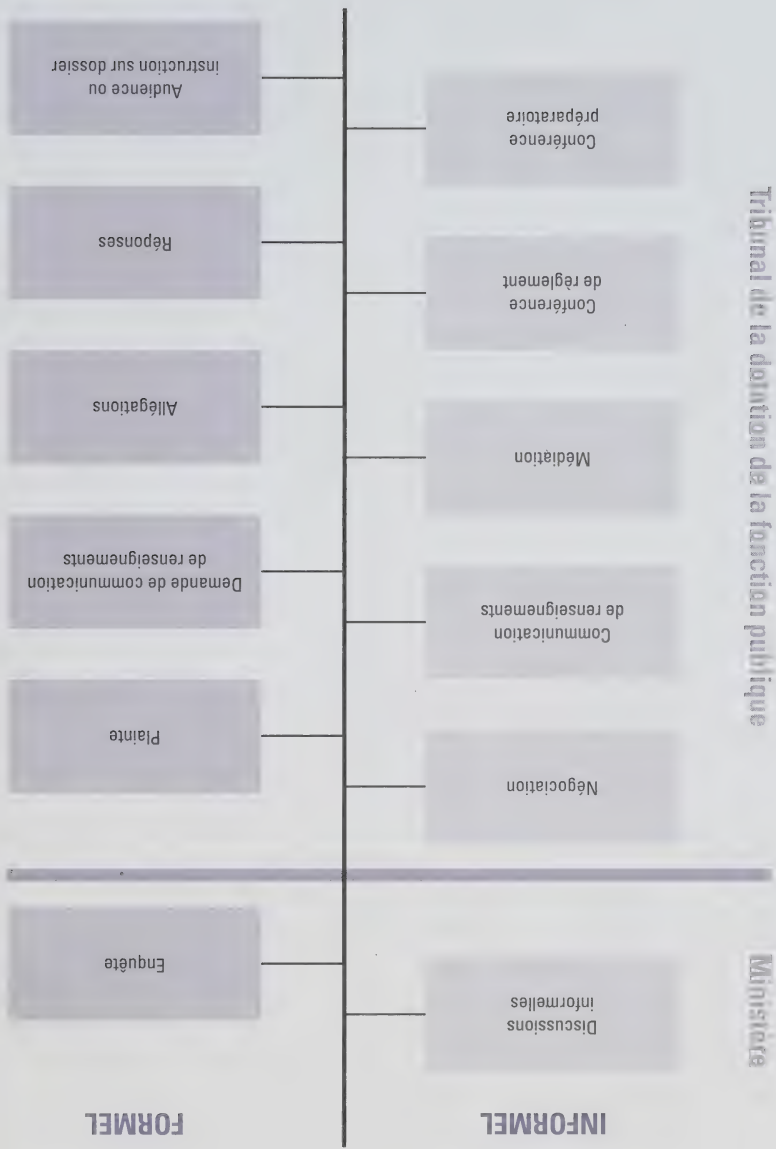 INFORMEL
FORMEL
Ministère
Discussions
informelles
Enquête
Tribunal de la dotation de la fonction publique
Négociation
Plainte
Communication
de renseignements
Demande de communication
de renseignements
Médiation
Allégations
Conférence
de règlement
Réponses
Conférence
préparatoire
Audience ou
instruction sur dossier